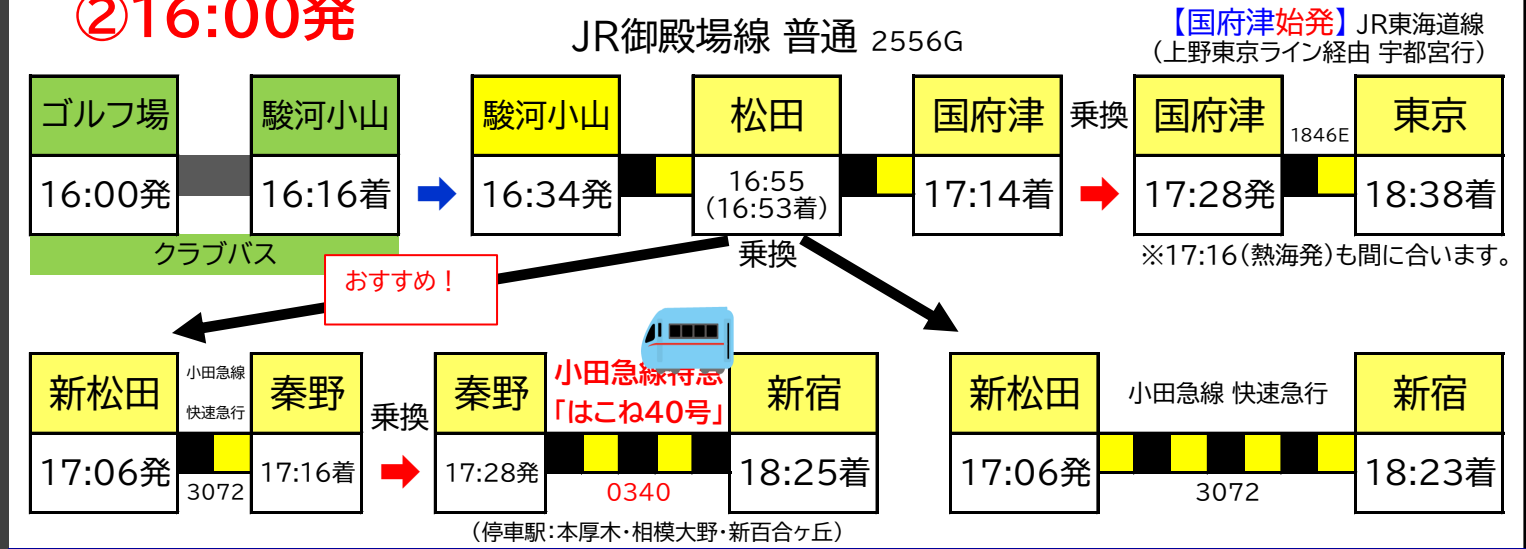 ②16:00発
JR御殿場線 普通 2556G
【国府津始発】JR東海道線
(上野東京ライン経由 宇都宮行)
ゴルフ場
駿河小山
駿河小山
松田
国府津
乗換
国府津
1846E
東京
16:00発
16:16着
16:34発
16:55
(16:53着)
17:14着
17:28発
18:38着
クラブバス
乗換
※17:16(熱海発)も間に合います。
おすすめ!
新松田
小田急線
快速急行
秦野
乗換
秦野
小田急線特急
「はこね40号」
新宿
新松田
小田急線 快速急行
新宿
17:06発
3072
17:16着
17:28発
0340
18:25着
17:06発
3072
18:23着
(停車駅:本厚木・相模大野・新百合ヶ丘)